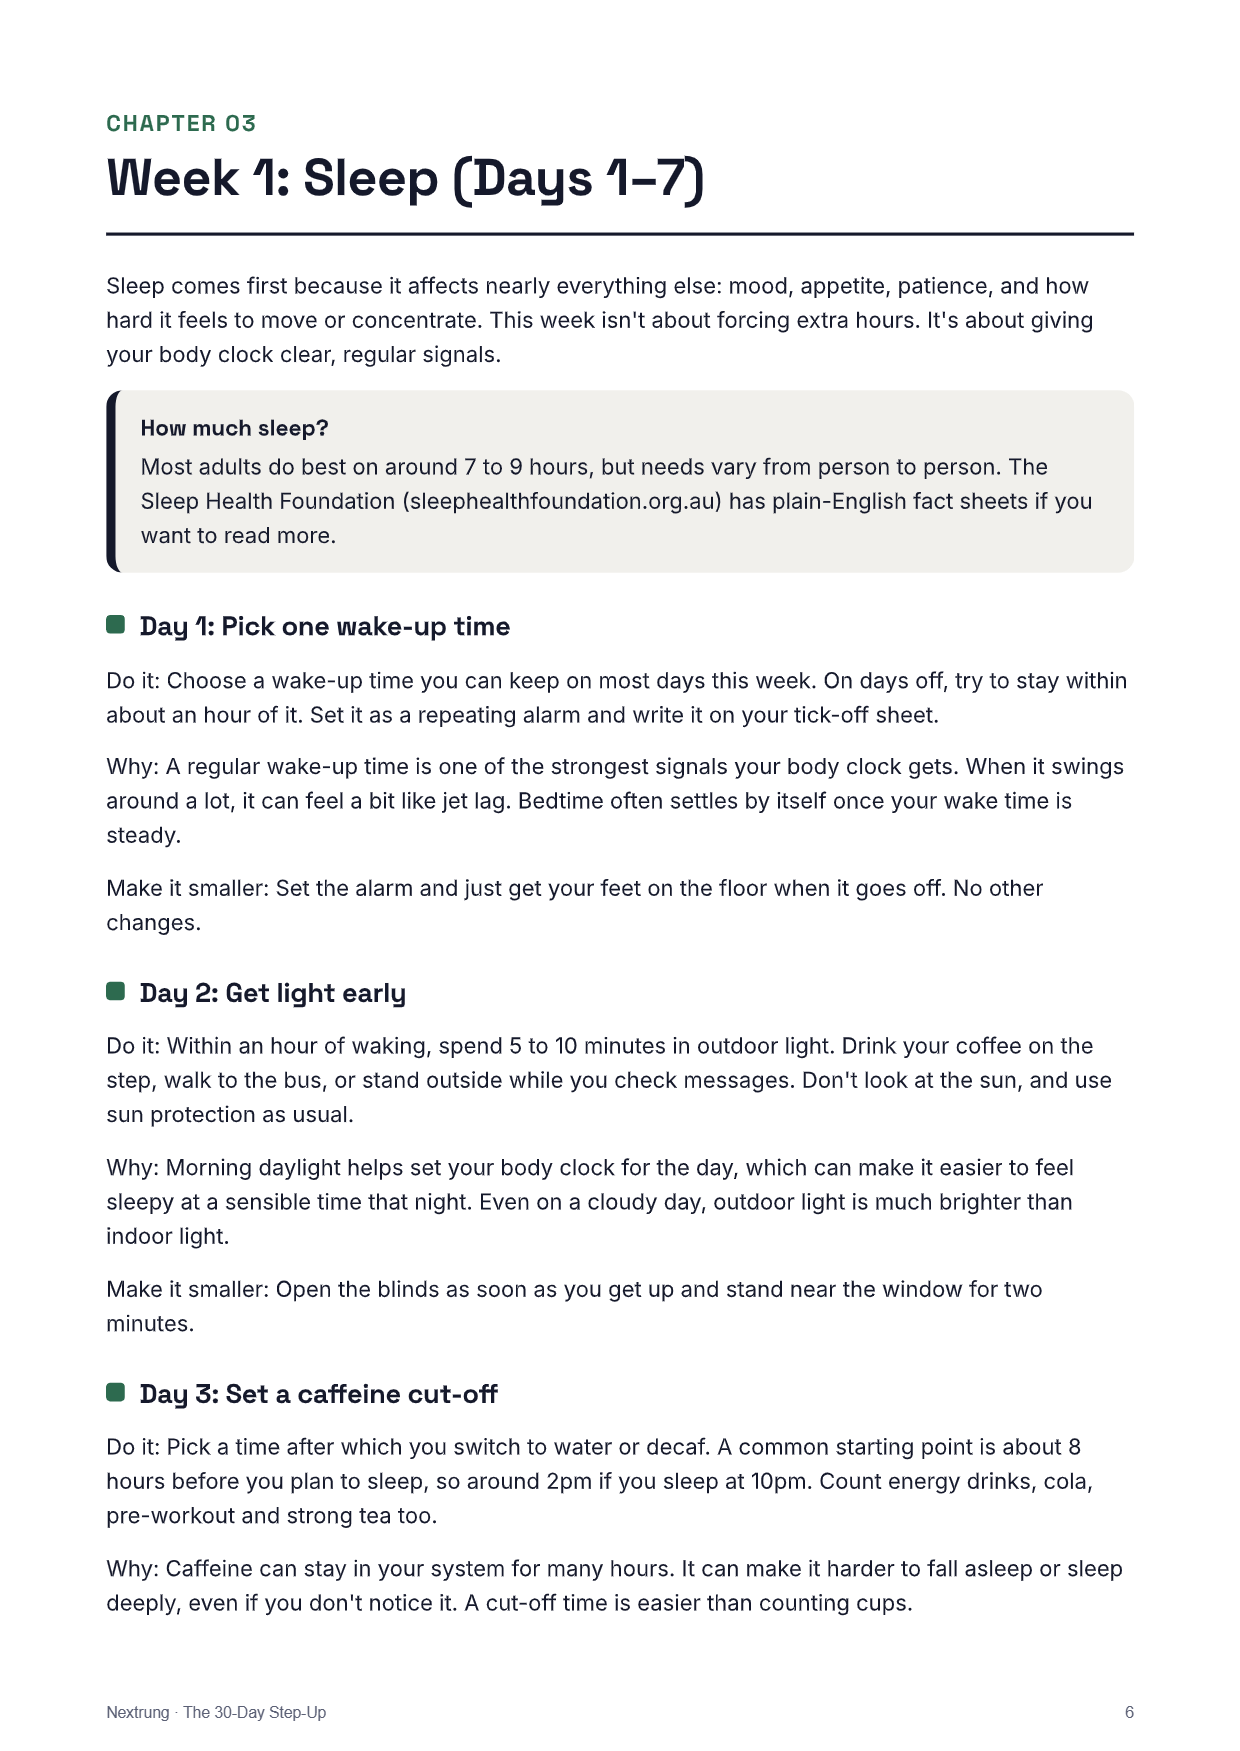 CHAPTER 03
Week 1: Sleep (Days 1–7)
Sleep comes first because it affects nearly everything else: mood, appetite, patience, and how
hard it feels to move or concentrate. This week isn't about forcing extra hours. It's about giving
your body clock clear, regular signals.
How much sleep?
Most adults do best on around 7 to 9 hours, but needs vary from person to person. The
Sleep Health Foundation (sleephealthfoundation.org.au) has plain-English fact sheets if you
want to read more.
Day 1: Pick one wake-up time
Do it: Choose a wake-up time you can keep on most days this week. On days off, try to stay within
about an hour of it. Set it as a repeating alarm and write it on your tick-off sheet.
Why: A regular wake-up time is one of the strongest signals your body clock gets. When it swings
around a lot, it can feel a bit like jet lag. Bedtime often settles by itself once your wake time is
steady.
Make it smaller: Set the alarm and just get your feet on the floor when it goes off. No other
changes.
Day 2: Get light early
Do it: Within an hour of waking, spend 5 to 10 minutes in outdoor light. Drink your coffee on the
step, walk to the bus, or stand outside while you check messages. Don't look at the sun, and use
sun protection as usual.
Why: Morning daylight helps set your body clock for the day, which can make it easier to feel
sleepy at a sensible time that night. Even on a cloudy day, outdoor light is much brighter than
indoor light.
Make it smaller: Open the blinds as soon as you get up and stand near the window for two
minutes.
Day 3: Set a caffeine cut-off
Do it: Pick a time after which you switch to water or decaf. A common starting point is about 8
hours before you plan to sleep, so around 2pm if you sleep at 10pm. Count energy drinks, cola,
pre-workout and strong tea too.
Why: Caffeine can stay in your system for many hours. It can make it harder to fall asleep or sleep
deeply, even if you don't notice it. A cut-off time is easier than counting cups.
Nextrung · The 30-Day Step-Up
6